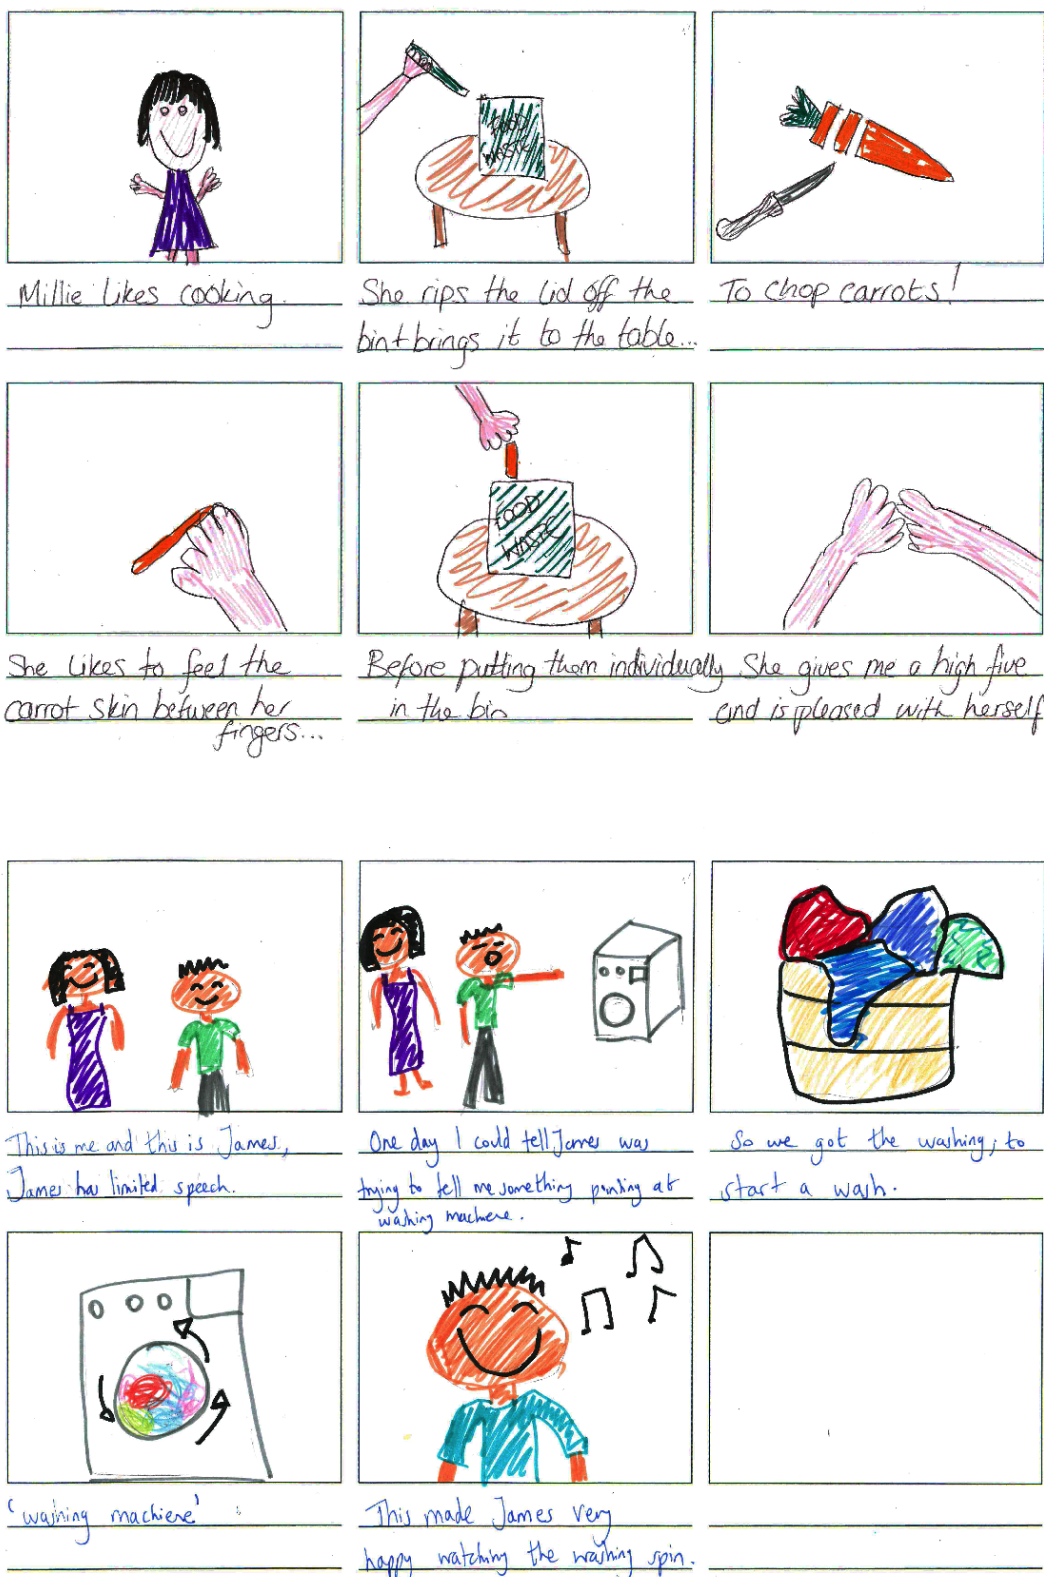 FOOD
WASTE
Millie likes cooking.
She rips the lid off the
bin + brings it to the table...
To chop carrots!
FOOD
WASTE
She likes to feel the
carrot skin between her
fingers...
Before putting them individually
in the bin
She gives me a high five
and is pleased with herself
This is me and this is James,
James has limited speech.
One day I could tell James was
trying to tell me something pointing at
washing machiene.
So we got the washing, to
start a wash.
'washing machiene'
This made James very
happy watching the washing spin.